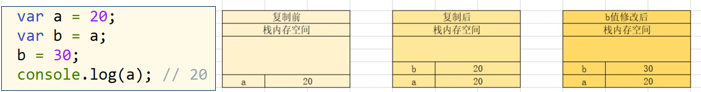 var a = 20;
var b = a;
b = 30;
console.log(a); // 20
复制前
栈内存空间
a 20
复制后
栈内存空间
b 20
a 20
b值修改后
栈内存空间
b 30
a 20